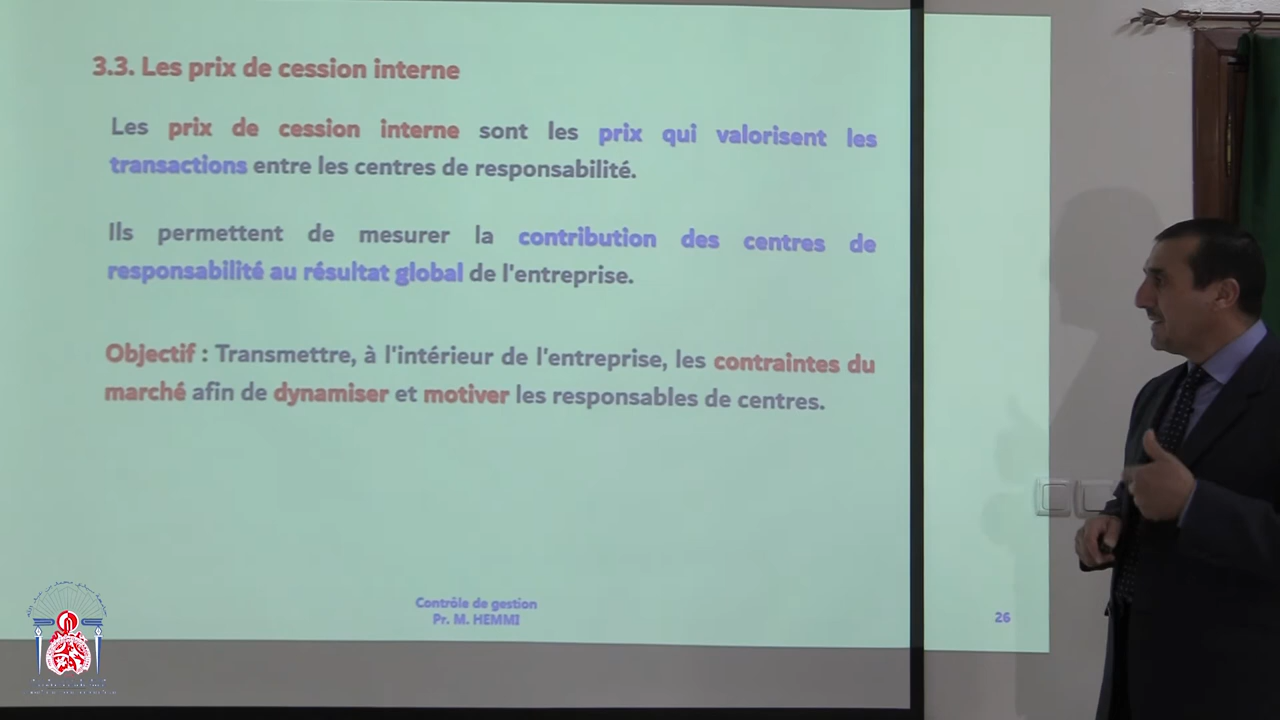 3.3. Les prix de cession interne
Les prix de cession interne sont les prix qui valorisent les
transactions entre les centres de responsabilité.
Ils permettent de mesurer la contribution des centres de
responsabilité au résultat global de l'entreprise.
Objectif : Transmettre, à l'intérieur de l'entreprise, les contraintes du
marché afin de dynamiser et motiver les responsables de centres.
Contrôle de gestion
Pr. M. HEMMI
26